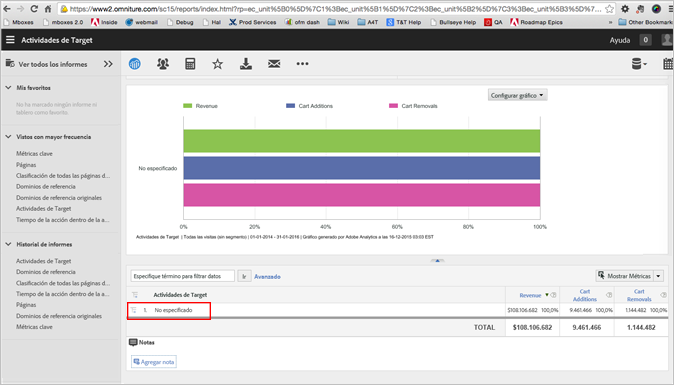 https://www2.omniture.com/sc15/reports/index.html?rp=ec_unit%5B0%5D%7C1%3Bec_unit%5B1%5D%7C2%3Bec_unit%5B2%5D%7C3%3Bec_unit%5B3%5D%7...
Mboxes
Mboxes 2.0
Inside
webmail
Debug
Hal
Prod Services
ofm dash
Wiki
A4T
T&T Help
Bullseye Help
QA
Roadmap Epics
»
Other Bookmark
Actividades de Target
Ayuda
0
Ver todos los informes
Mis favoritos
No ha marcado ningún informe ni tablero como favorito.
Vistos con mayor frecuencia
Métricas clave
Páginas
Clasificación de todas las páginas d...
Dominios de referencia
Dominios de referencia originales
Actividades de Target
Tiempo de la acción dentro de la a...
Historial de informes
Actividades de Target
Dominios de referencia
Clasificación de todas las páginas d...
Tiempo de la acción dentro de la a...
Páginas
Dominios de referencia originales
Métricas clave
Configurar gráfico
Revenue
Cart Additions
Cart Removals
No especificado
0%
20%
40%
60%
80%
100%
Actividades de Target | Todas las visitas (sin segmento) | 01-01-2014 - 31-01-2016 | Gráfico generado por Adobe Analytics a las 16-12-2015 03:03 EST
Especifique término para filtrar datos
Ir
Avanzado
Mostrar Métricas
Actividades de Target
Revenue
Cart Additions
Cart Removals
No especificado
$108.106.682 100,0%
9.461.466 100,0%
1.144.482 100,0%
TOTAL
$108.106.682
9.461.466
1,144.482
Notas
Agregar nota